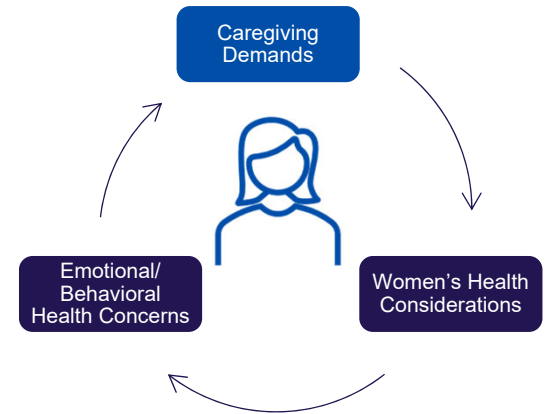 Caregiving
Demands
Emotional/
Behavioral
Health Concerns
Women’s Health
Considerations